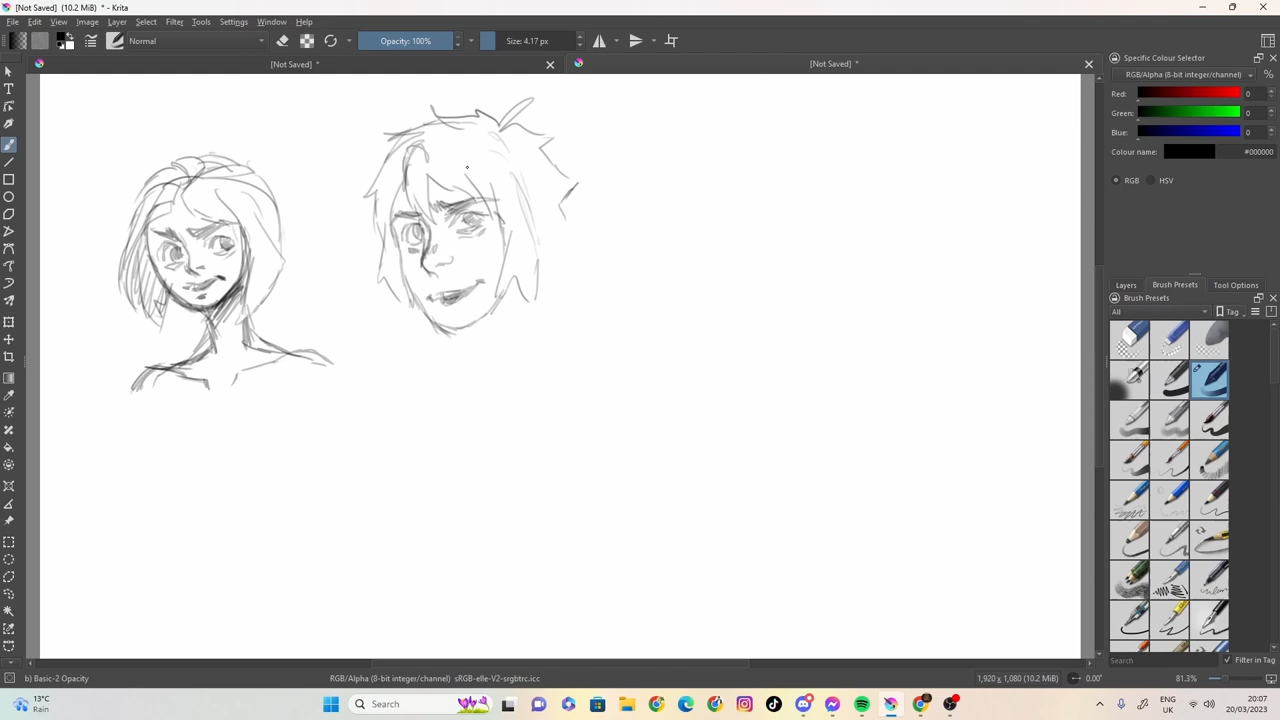 [Not Saved] (10.2 MiB) * - Krita
File Edit View Image Layer Select Filter Tools Settings Window Help
Normal Opacity: 100% Size: 4.17 px
[Not Saved] * [Not Saved] *
Specific Colour Selector
RGB/Alpha (8-bit integer/channel) %
Red: 0
Green: 0
Blue: 0
Colour name: #000000
RGB HSV
Layers Brush Presets Tool Options
Brush Presets
All Tag
Search Filter in Tag
b) Basic-2 Opacity RGB/Alpha (8-bit integer/channel) sRGB-elle-V2-srgbtrc.icc 1,920 x 1,080 (10.2 MiB) 0.00° 81.3%
13°C
Rain
Search
ENG
UK
20:07
20/03/2023